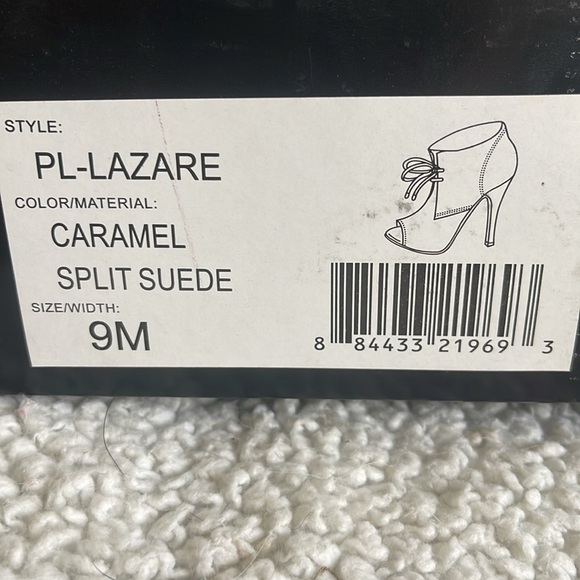 STYLE:
PL-LAZARE
COLOR/MATERIAL:
CARAMEL
SPLIT SUEDE
SIZE/WIDTH:
9M
8 84433 21969 3